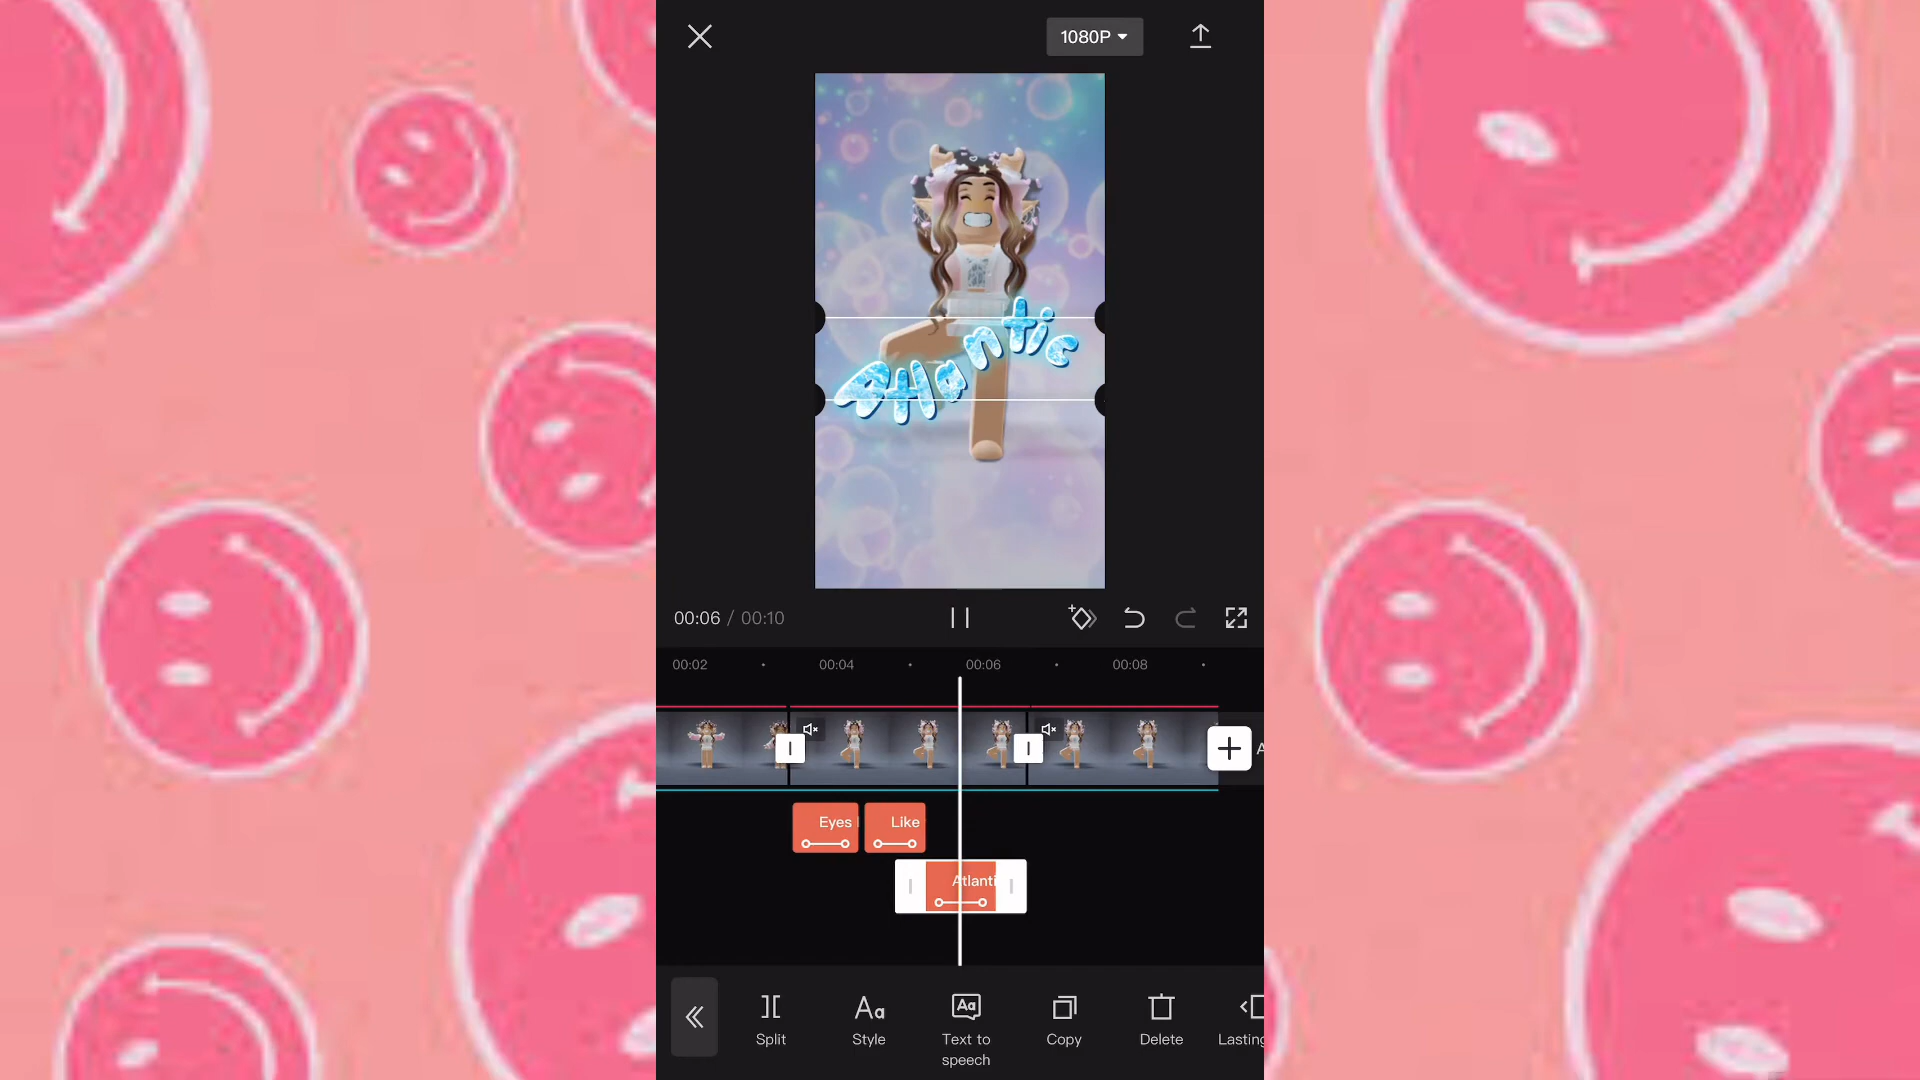 1080P
Atlantic
00:06 / 00:10
00:02
00:04
00:06
00:08
A
Eyes
Like
Atlanti
Split
Style
Text to
speech
Copy
Delete
Lasting